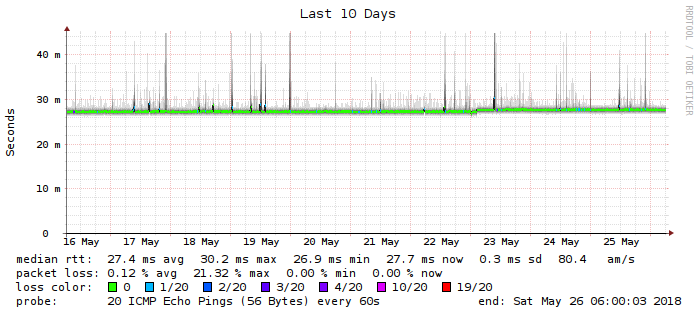 Last 10 Days
RRDTOOL / TOBI OETIKER
Seconds
40 m
30 m
20 m
10 m
0
16 May 17 May 18 May 19 May 20 May 21 May 22 May 23 May 24 May 25 May
median rtt: 27.4 ms avg 30.2 ms max 26.9 ms min 27.7 ms now 0.3 ms sd 80.4 am/s
packet loss: 0.12 % avg 21.32 % max 0.00 % min 0.00 % now
loss color: 0 1/20 2/20 3/20 4/20 10/20 19/20
probe: 20 ICMP Echo Pings (56 Bytes) every 60s end: Sat May 26 06:00:03 2018